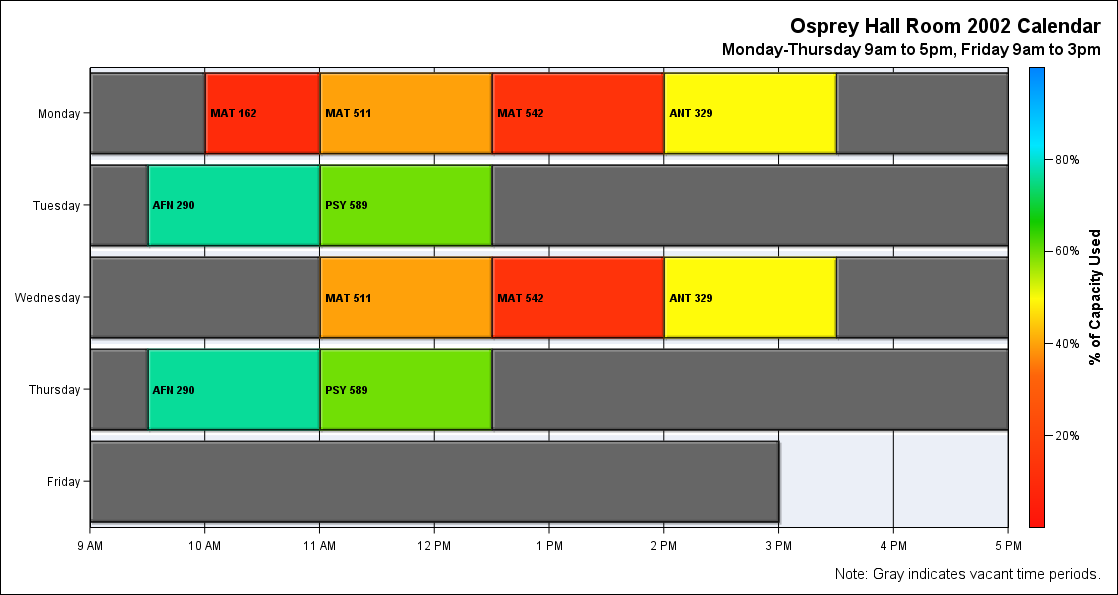 Osprey Hall Room 2002 Calendar
Monday-Thursday 9am to 5pm, Friday 9am to 3pm
Monday
MAT 162
MAT 511
MAT 542
ANT 329
Tuesday
AFN 290
PSY 589
Wednesday
MAT 511
MAT 542
ANT 329
Thursday
AFN 290
PSY 589
Friday
9 AM
10 AM
11 AM
12 PM
1 PM
2 PM
3 PM
4 PM
5 PM
80%
60%
40%
20%
% of Capacity Used
Note: Gray indicates vacant time periods.